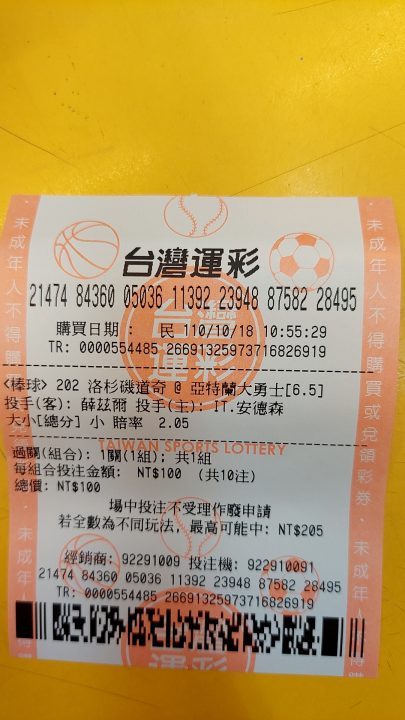 台灣運彩
21474 84360 05036 11392 23948 87582 28495
購買日期： 民 110/10/18 10:55:29
TR: 0000554485 26691325973716826919
<棒球> 202 洛杉磯道奇 @ 亞特蘭大勇士[6.5]
投手(客): 薛茲爾 投手(主): IT.安德森
大小[總分] 小 賠率 2.05
TAIWAN SPORTS LOTTERY
過關(組合): 1關(1組); 共1組
每組合投注金額: NT$100 (共10注)
總價: NT$100
場中投注不受理作廢申請
若全數為不同玩法, 最高可能中: NT$205
經銷商: 92291009 投注機: 922910091
21474 84360 05036 11392 23948 87582 28495
TR: 0000554485 26691325973716826919
未成年人不得購買或兌領彩券
未成年人不得購買或兌領彩券